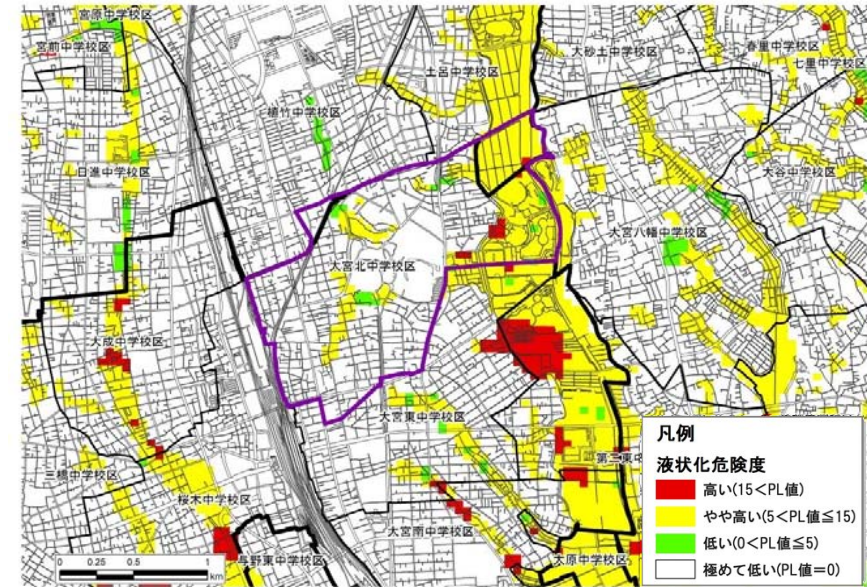 宮原中学校区
宮前中学校区
土呂中学校区
大砂土中学校区
春里中学校区
七里中学校区
植竹中学校区
日進中学校区
大谷中学校区
大宮八幡中学校区
大宮北中学校区
大成中学校区
大宮東中学校区
三橋中学校区
桜木中学校区
大宮南中学校区
与野東中学校区
大原中学校区
第二東中
凡例
液状化危険度
高い(15<PL値)
やや高い(5<PL値≦15)
低い(0<PL値≦5)
極めて低い(PL値=0)
0 0.25 0.5 1
km